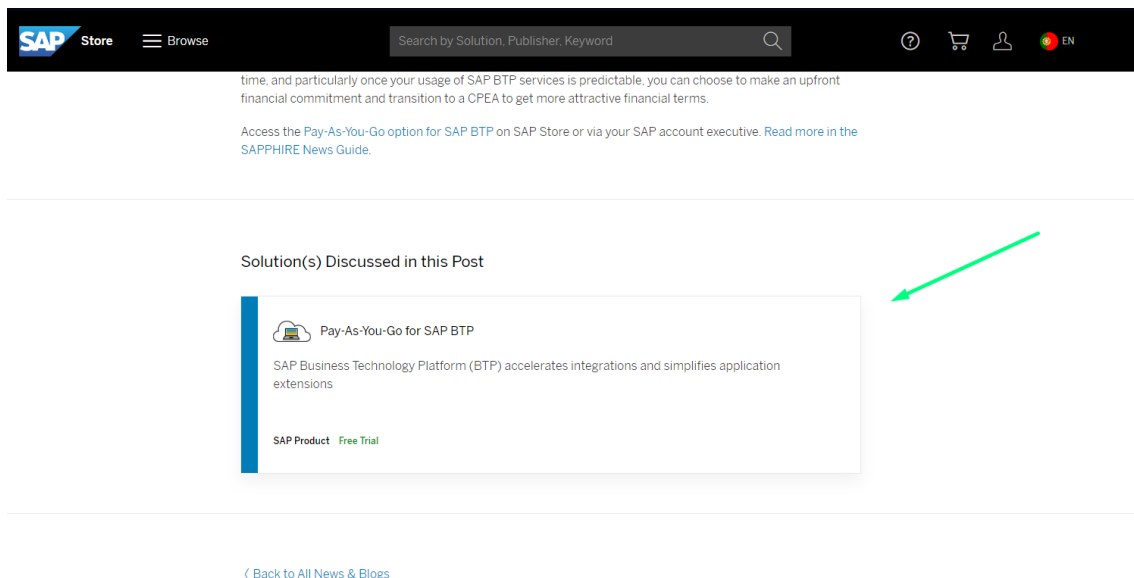 SAP Store Browse Search by Solution, Publisher, Keyword EN
time, and particularly once your usage of SAP BTP services is predictable, you can choose to make an upfront
financial commitment and transition to a CPEA to get more attractive financial terms.
Access the Pay-As-You-Go option for SAP BTP on SAP Store or via your SAP account executive. Read more in the
SAPPHIRE News Guide.
Solution(s) Discussed in this Post
Pay-As-You-Go for SAP BTP
SAP Business Technology Platform (BTP) accelerates integrations and simplifies application
extensions
SAP Product Free Trial
Back to All News & Blogs